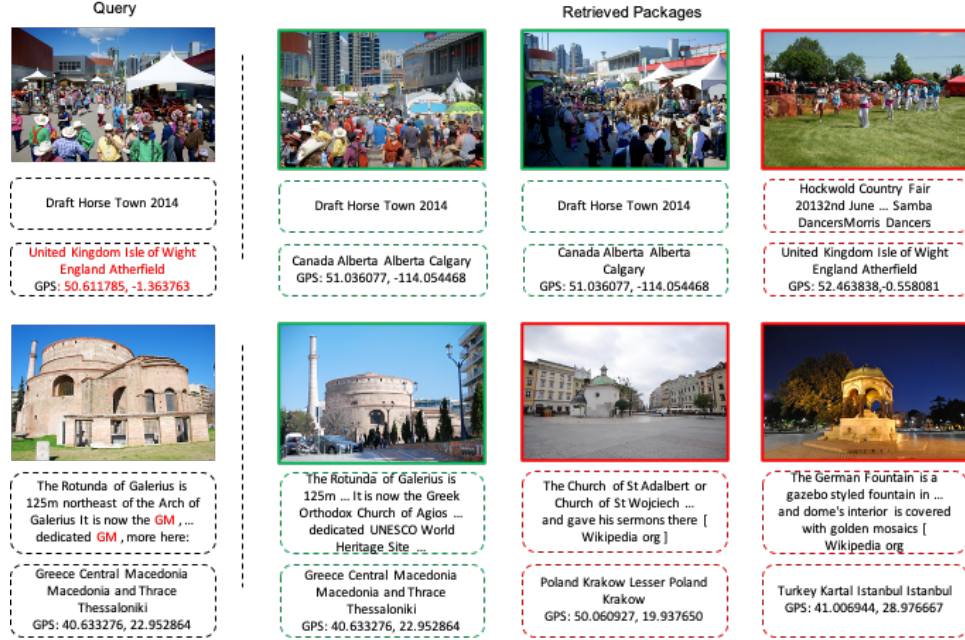 Query
Retrieved Packages
Draft Horse Town 2014
Draft Horse Town 2014
Draft Horse Town 2014
Hockwold Country Fair
20132nd June ... Samba
DancersMorris Dancers
United Kingdom Isle of Wight
England Atherfield
GPS: 50.611785, -1.363763
Canada Alberta Alberta Calgary
GPS: 51.036077, -114.054468
Canada Alberta Alberta
Calgary
GPS: 51.036077, -114.054468
United Kingdom Isle of Wight
England Atherfield
GPS: 52.463838,-0.558081
The Rotunda of Galerius is
125m northeast of the Arch of
Galerius It is now the GM , ...
dedicated GM , more here:
The Rotunda of Galerius is
125m ... It is now the Greek
Orthodox Church of Agios ...
dedicated UNESCO World
Heritage Site ...
The Church of St Adalbert or
Church of St Wojciech ...
and gave his sermons there [
Wikipedia org ]
The German Fountain is a
gazebo styled fountain in ...
and dome's interior is covered
with golden mosaics [
Wikipedia org
Greece Central Macedonia
Macedonia and Thrace
Thessaloniki
GPS: 40.633276, 22.952864
Greece Central Macedonia
Macedonia and Thrace
Thessaloniki
GPS: 40.633276, 22.952864
Poland Krakow Lesser Poland
Krakow
GPS: 50.060927, 19.937650
Turkey Kartal Istanbul Istanbul
GPS: 41.006944, 28.976667